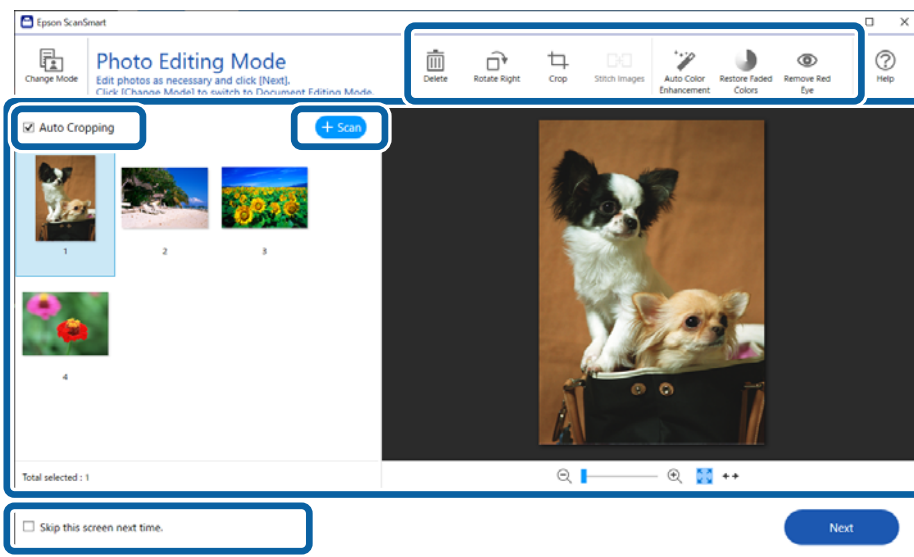 Epson ScanSmart
Change Mode
Photo Editing Mode
Edit photos as necessary and click [Next].
Click [Change Mode] to switch to Document Editing Mode.
Delete
Rotate Right
Crop
Stitch Images
Auto Color
Enhancement
Restore Faded
Colors
Remove Red
Eye
Help
Auto Cropping
+ Scan
1
2
3
4
Total selected : 1
Skip this screen next time.
Next